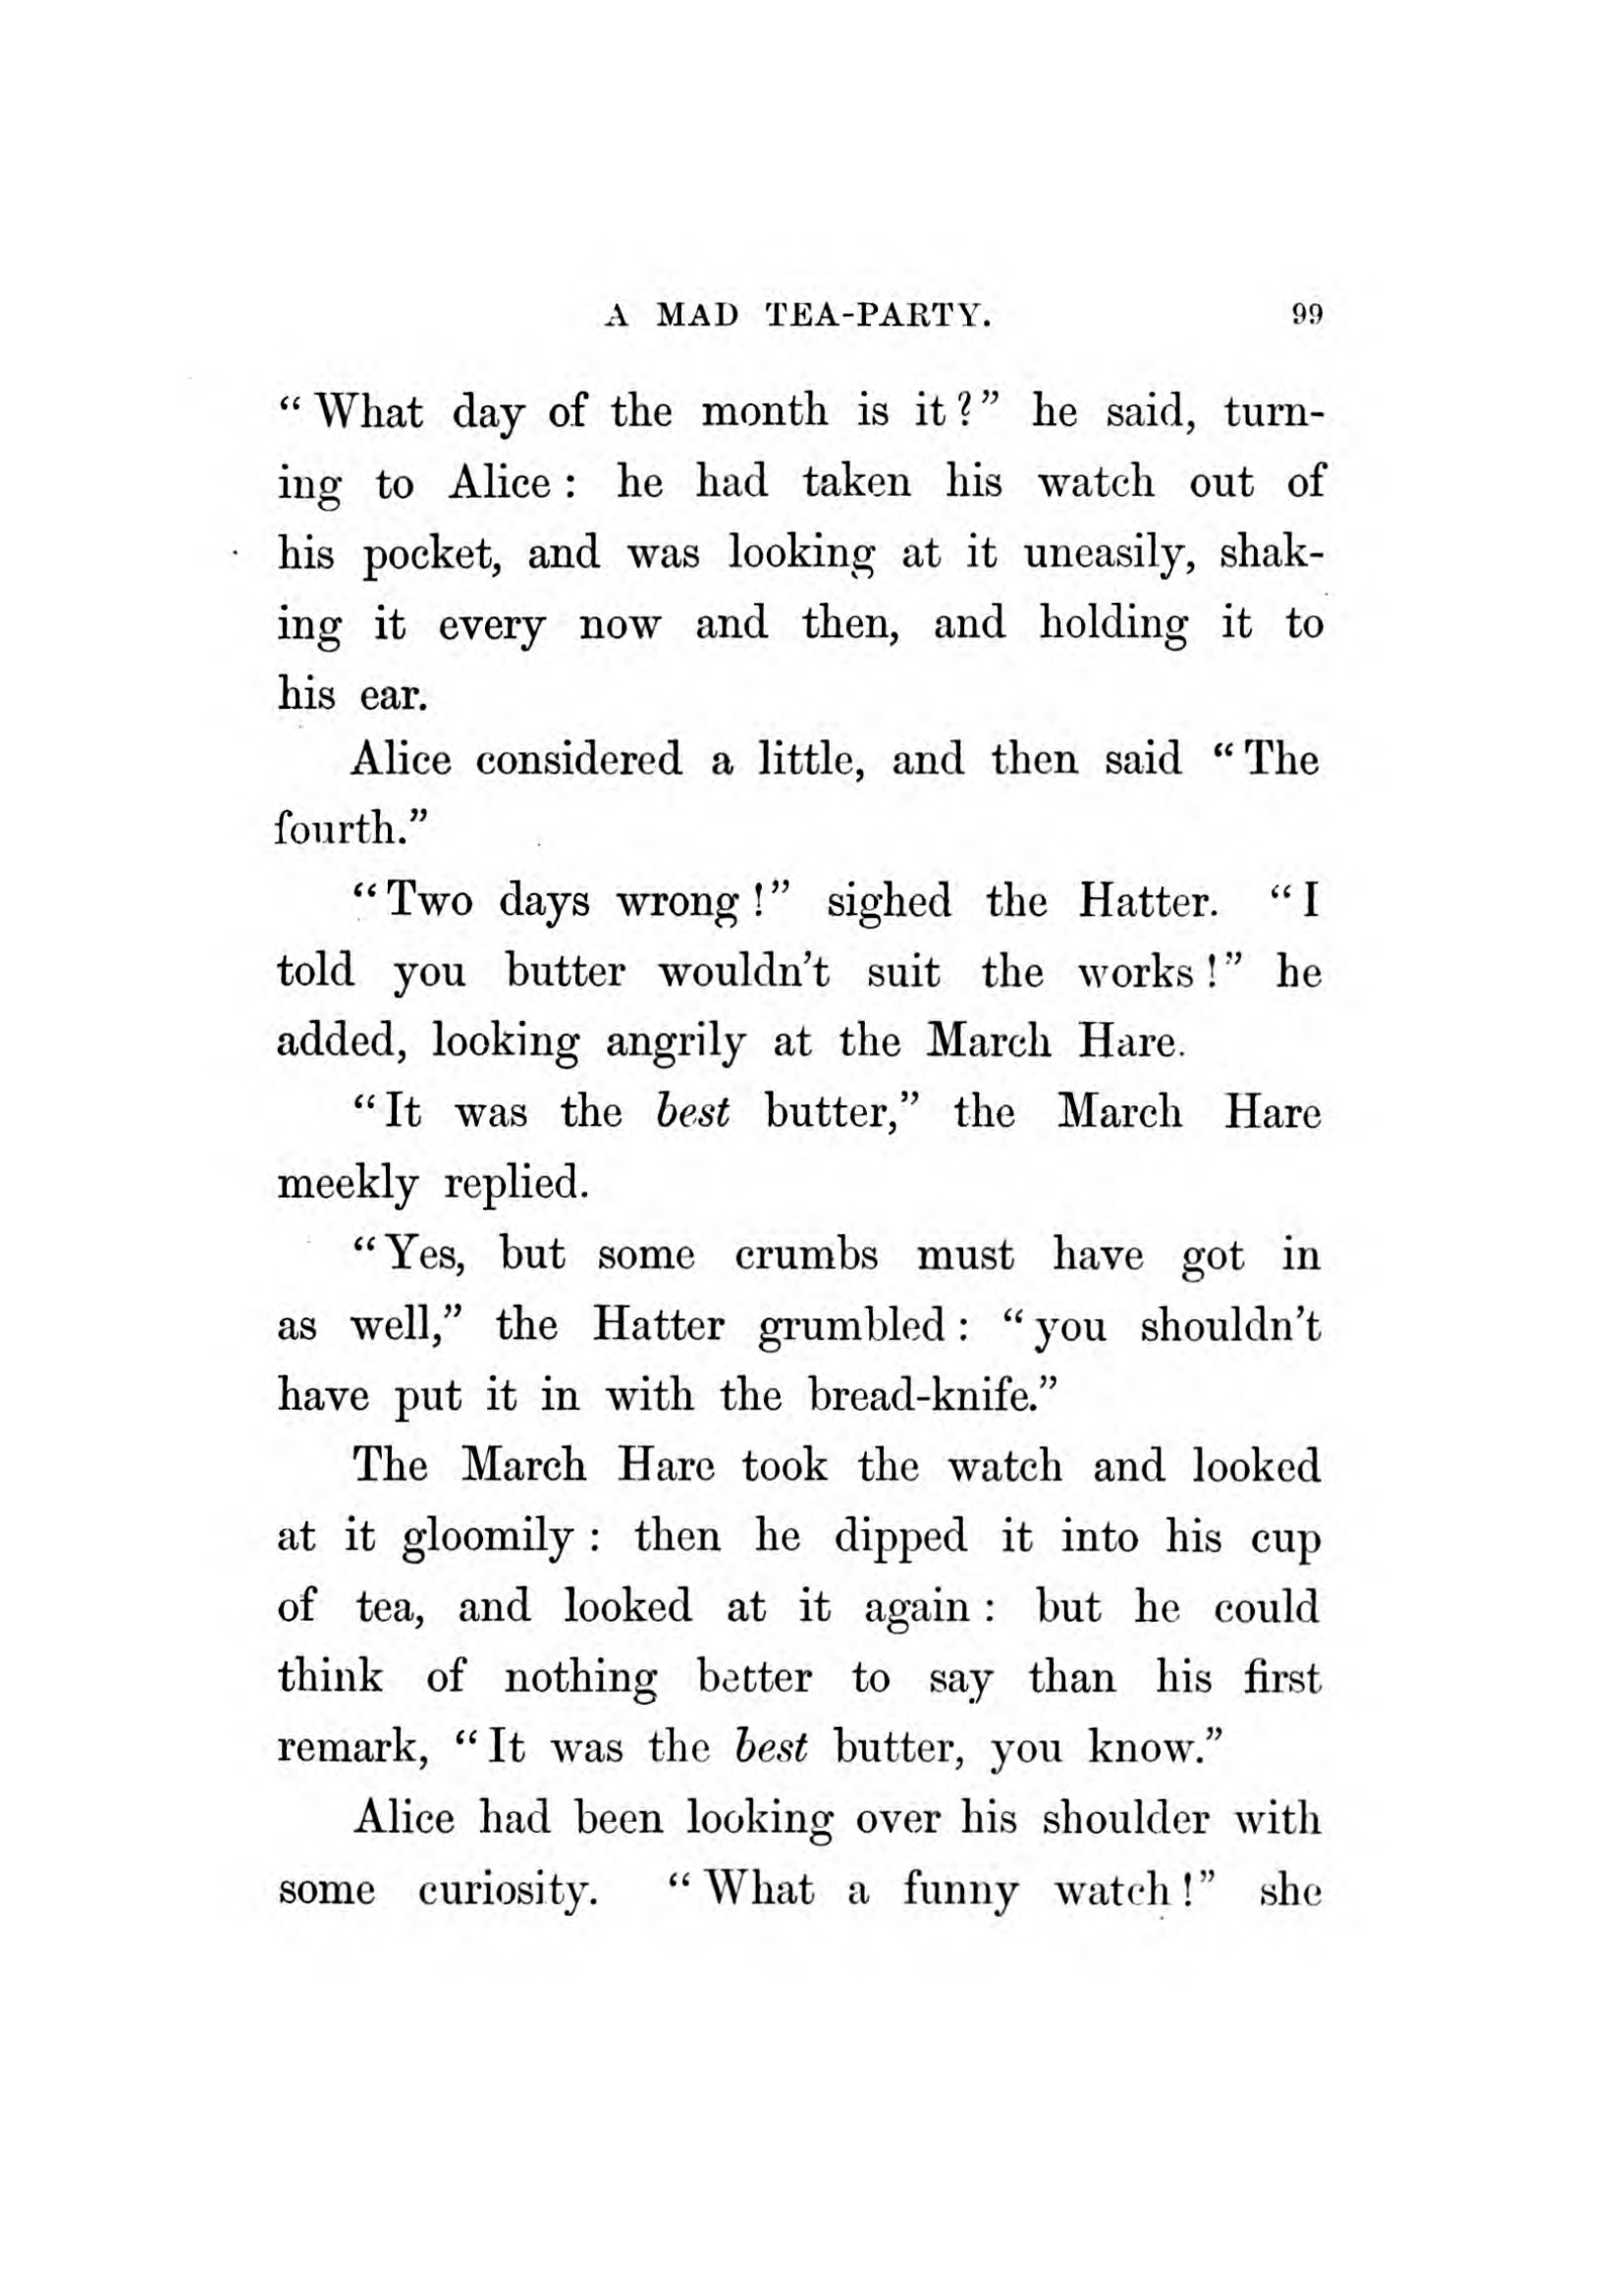 A MAD TEA-PARTY. 99
“What day of the month is it?” he said, turn-
ing to Alice: he had taken his watch out of
his pocket, and was looking at it uneasily, shak-
ing it every now and then, and holding it to
his ear.
Alice considered a little, and then said “The
fourth.”
“Two days wrong!” sighed the Hatter. “I
told you butter wouldn’t suit the works!” he
added, looking angrily at the March Hare.
“It was the best butter,” the March Hare
meekly replied.
“Yes, but some crumbs must have got in
as well,” the Hatter grumbled: “you shouldn’t
have put it in with the bread-knife.”
The March Hare took the watch and looked
at it gloomily: then he dipped it into his cup
of tea, and looked at it again: but he could
think of nothing better to say than his first
remark, “It was the best butter, you know.”
Alice had been looking over his shoulder with
some curiosity. “What a funny watch!” she